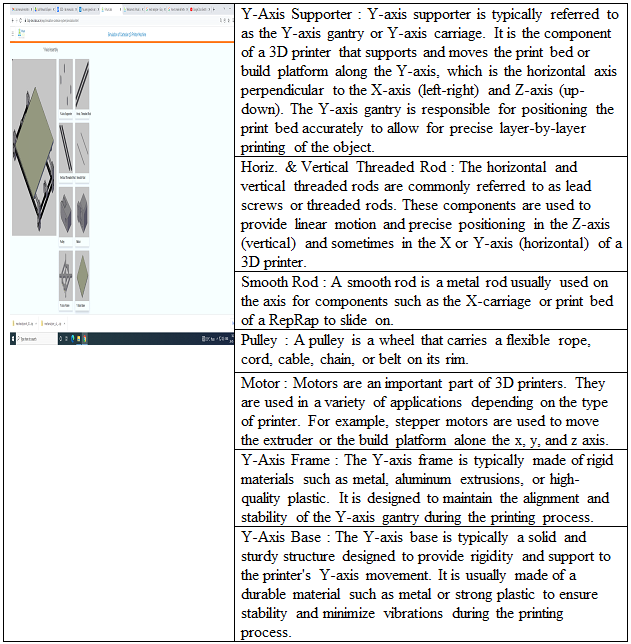 Y-Axis Supporter : Y-axis supporter is typically referred to
as the Y-axis gantry or Y-axis carriage. It is the component
of a 3D printer that supports and moves the print bed or
build platform along the Y-axis, which is the horizontal axis
perpendicular to the X-axis (left-right) and Z-axis (up-
down). The Y-axis gantry is responsible for positioning the
print bed accurately to allow for precise layer-by-layer
printing of the object.
Horiz. & Vertical Threaded Rod : The horizontal and
vertical threaded rods are commonly referred to as lead
screws or threaded rods. These components are used to
provide linear motion and precise positioning in the Z-axis
(vertical) and sometimes in the X or Y-axis (horizontal) of a
3D printer.
Smooth Rod : A smooth rod is a metal rod usually used on
the axis for components such as the X-carriage or print bed
of a RepRap to slide on.
Pulley : A pulley is a wheel that carries a flexible rope,
cord, cable, chain, or belt on its rim.
Motor : Motors are an important part of 3D printers. They
are used in a variety of applications depending on the type
of printer. For example, stepper motors are used to move
the extruder or the build platform alone the x, y, and z axis.
Y-Axis Frame : The Y-axis frame is typically made of rigid
materials such as metal, aluminum extrusions, or high-
quality plastic. It is designed to maintain the alignment and
stability of the Y-axis gantry during the printing process.
Y-Axis Base : The Y-axis base is typically a solid and
sturdy structure designed to provide rigidity and support to
the printer's Y-axis movement. It is usually made of a
durable material such as metal or strong plastic to ensure
stability and minimize vibrations during the printing
process.